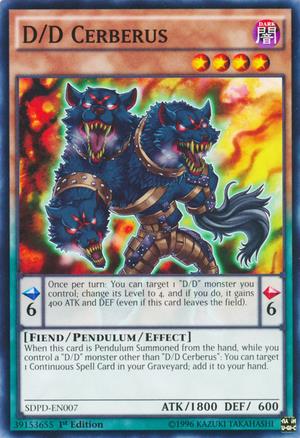 D/D Cerberus
DARK
闇
Once per turn: You can target 1 "D/D" monster you
control; change its Level to 4, and if you do, it gains
400 ATK and DEF (even if this card leaves the field).
6
6
[Fiend/Pendulum/Effect]
When this card is Pendulum Summoned from the hand, while you
control a "D/D" monster other than "D/D Cerberus": You can target
1 Continuous Spell Card in your Graveyard; add it to your hand.
SDPD-EN007
ATK/1800 DEF/ 600
39153655 1st Edition
©1996 KAZUKI TAKAHASHI